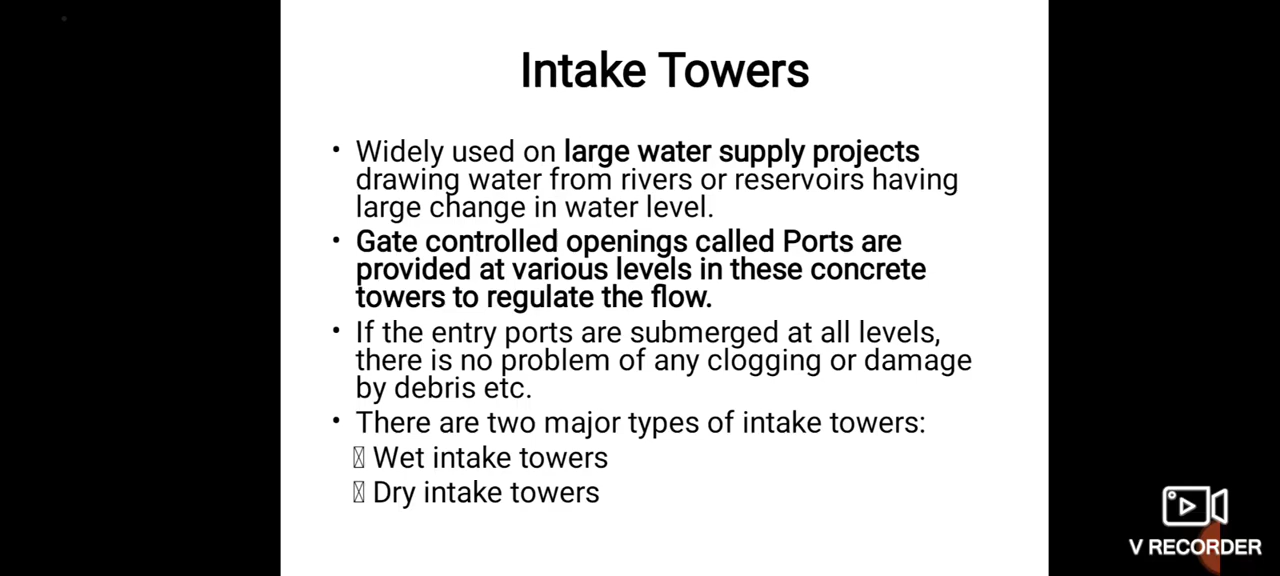 Intake Towers
• Widely used on large water supply projects
drawing water from rivers or reservoirs having
large change in water level.
• Gate controlled openings called Ports are
provided at various levels in these concrete
towers to regulate the flow.
• If the entry ports are submerged at all levels,
there is no problem of any clogging or damage
by debris etc.
• There are two major types of intake towers:
Wet intake towers
Dry intake towers
V RECORDER